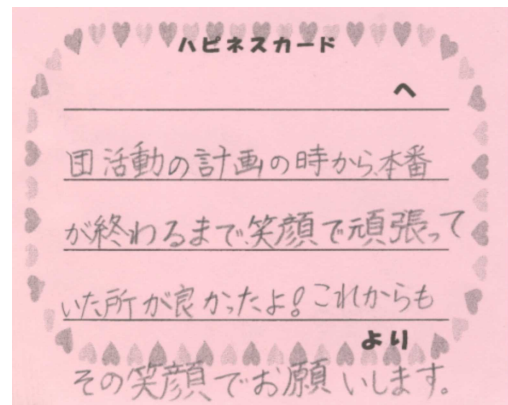 ハピネスカード
へ
団活動の計画の時から本番
が終わるまで笑顔で頑張って
いた所が良かったよ!これからも
より
その笑顔でお願いします。